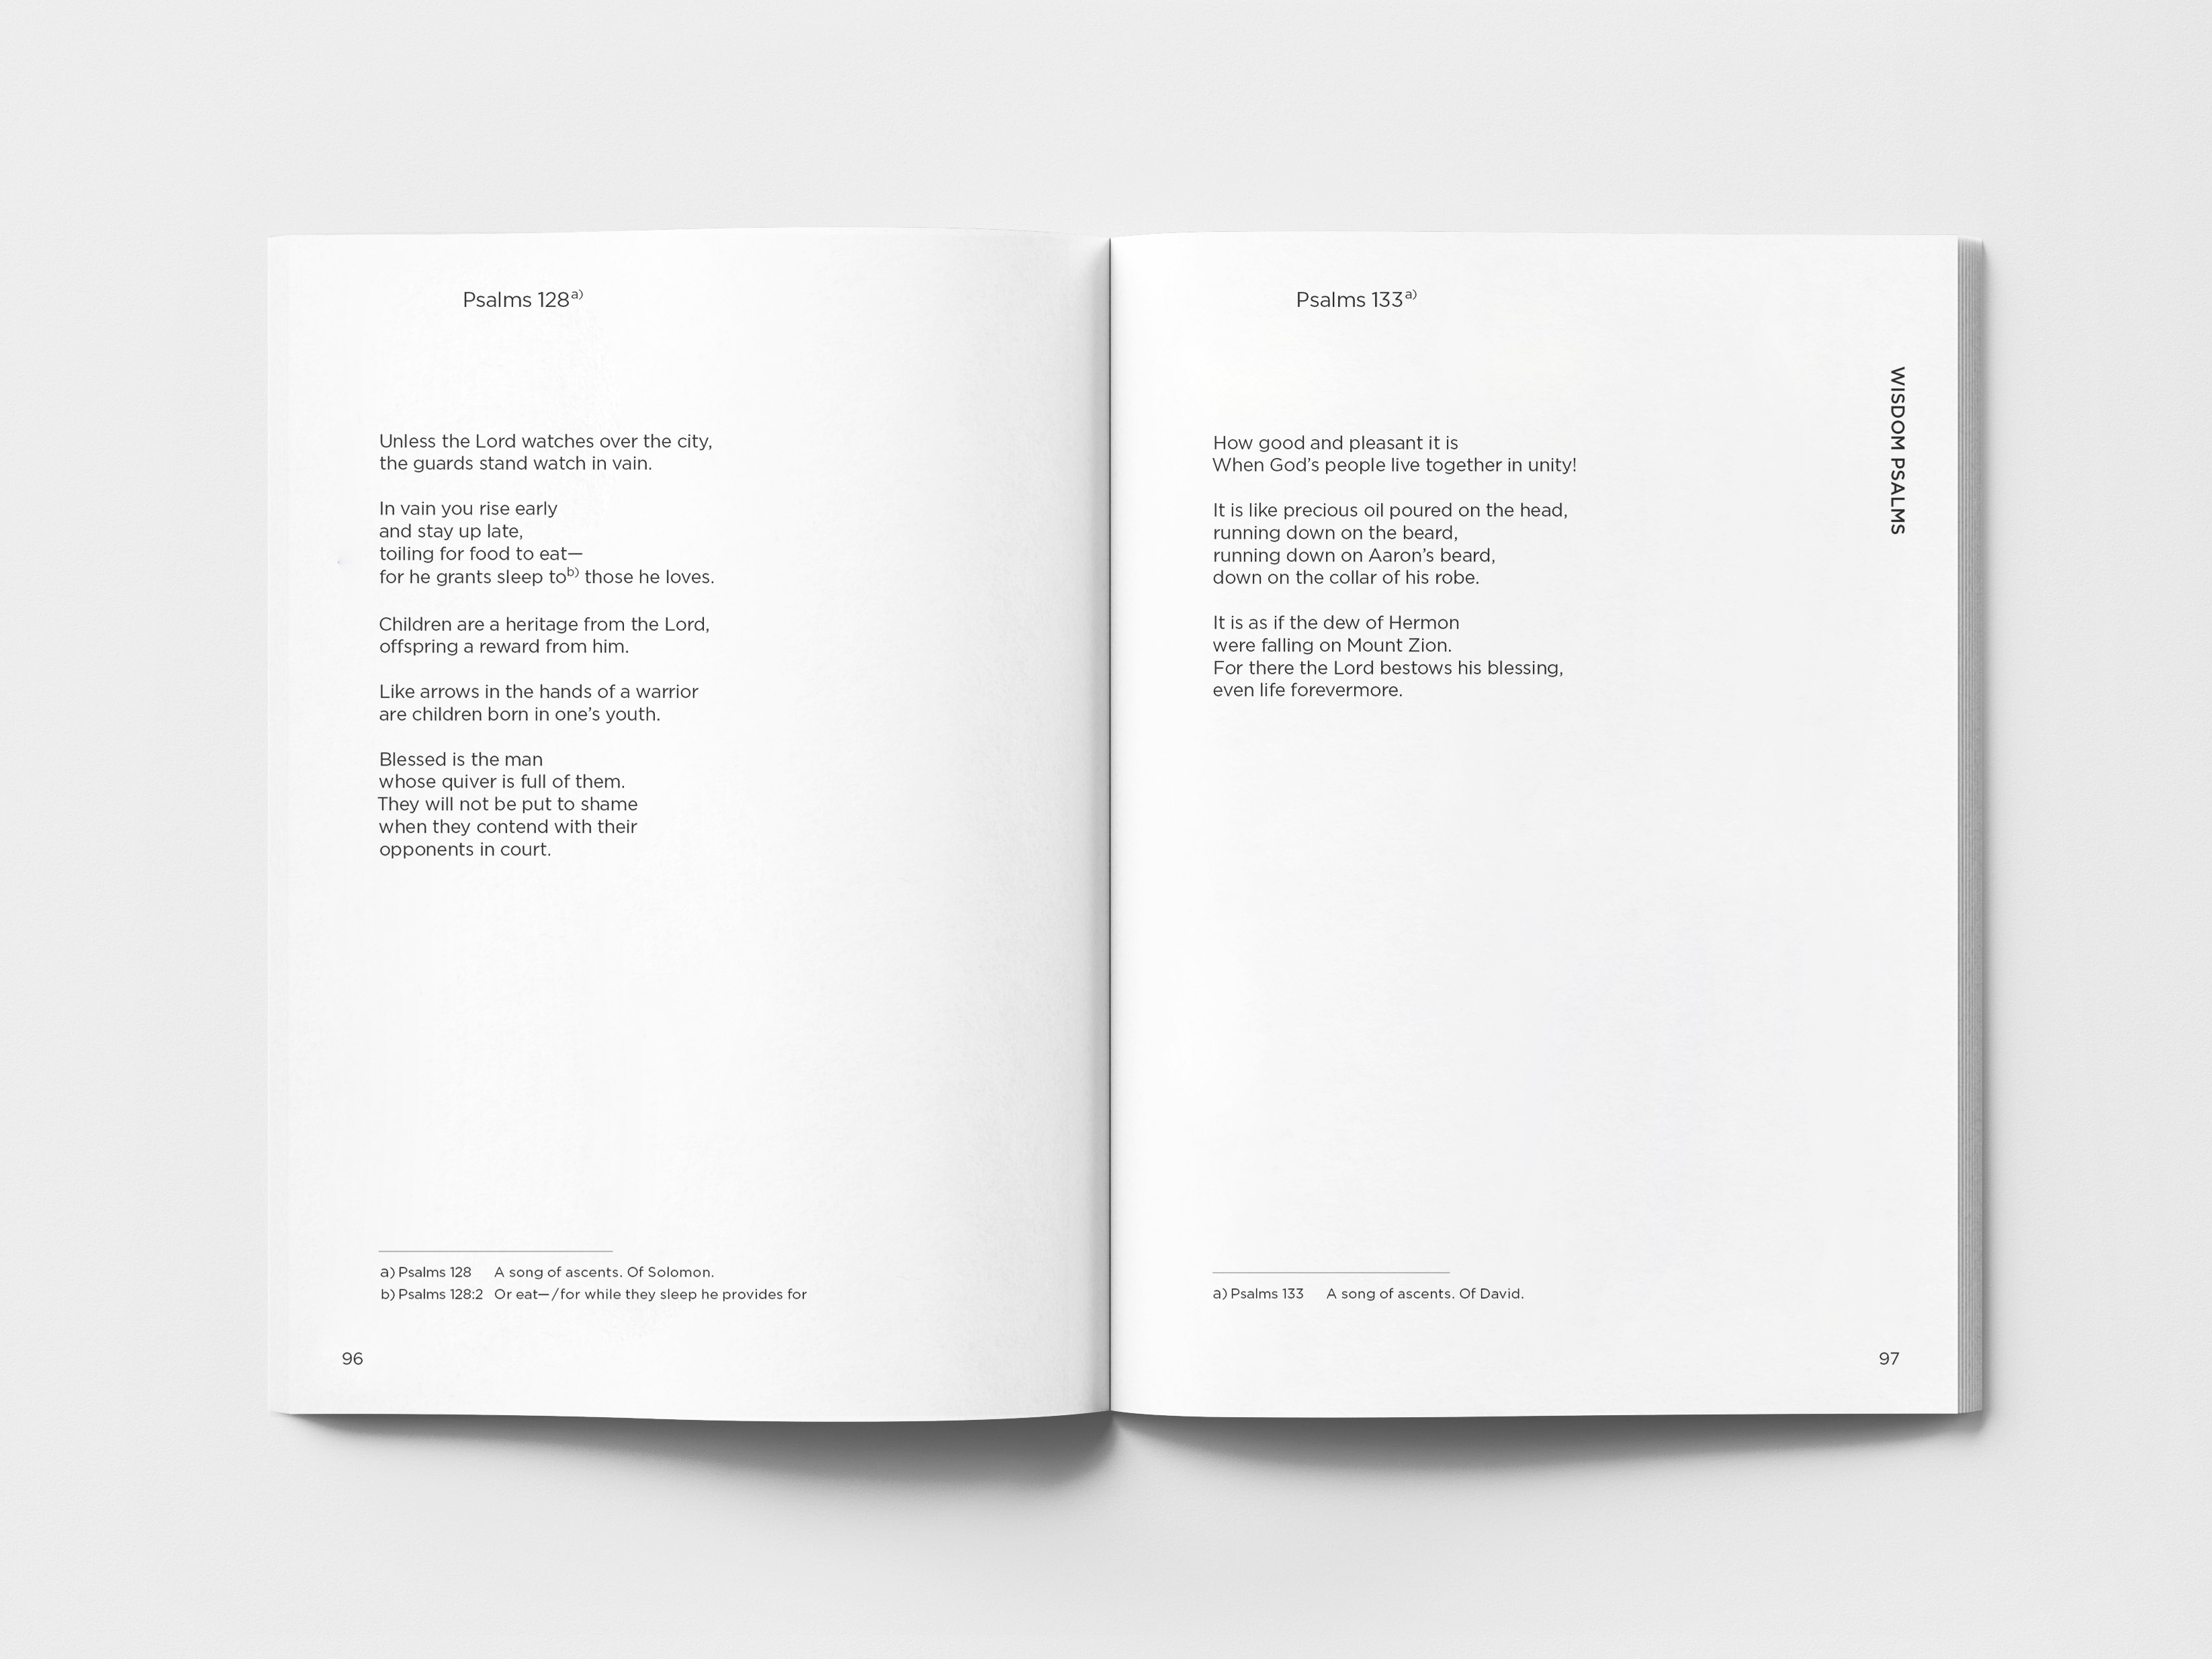 Psalms 128a)
Unless the Lord watches over the city,
the guards stand watch in vain.
In vain you rise early
and stay up late,
toiling for food to eat—
for he grants sleep tob) those he loves.
Children are a heritage from the Lord,
offspring a reward from him.
Like arrows in the hands of a warrior
are children born in one’s youth.
Blessed is the man
whose quiver is full of them.
They will not be put to shame
when they contend with their
opponents in court.
a) Psalms 128 A song of ascents. Of Solomon.
b) Psalms 128:2 Or eat—/for while they sleep he provides for
96
Psalms 133a)
How good and pleasant it is
When God’s people live together in unity!
It is like precious oil poured on the head,
running down on the beard,
running down on Aaron’s beard,
down on the collar of his robe.
It is as if the dew of Hermon
were falling on Mount Zion.
For there the Lord bestows his blessing,
even life forevermore.
WISDOM PSALMS
a) Psalms 133 A song of ascents. Of David.
97